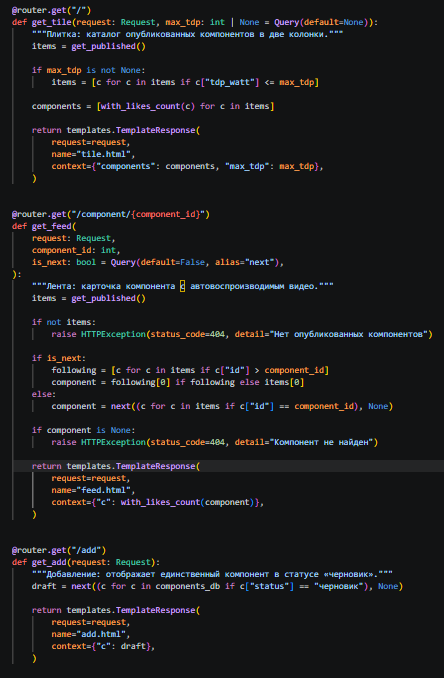 @router.get("/")
def get_tile(request: Request, max_tdp: int | None = Query(default=None)):
    """Плитка: каталог опубликованных компонентов в две колонки."""
    items = get_published()

    if max_tdp is not None:
        items = [c for c in items if c["tdp_watt"] <= max_tdp]

    components = [with_likes_count(c) for c in items]

    return templates.TemplateResponse(
        request=request,
        name="tile.html",
        context={"components": components, "max_tdp": max_tdp},
    )


@router.get("/component/{component_id}")
def get_feed(
    request: Request,
    component_id: int,
    is_next: bool = Query(default=False, alias="next"),
):
    """Лента: карточка компонента с автовоспроизводимым видео."""
    items = get_published()

    if not items:
        raise HTTPException(status_code=404, detail="Нет опубликованных компонентов")

    if is_next:
        following = [c for c in items if c["id"] > component_id]
        component = following[0] if following else items[0]
    else:
        component = next((c for c in items if c["id"] == component_id), None)

    if component is None:
        raise HTTPException(status_code=404, detail="Компонент не найден")

    return templates.TemplateResponse(
        request=request,
        name="feed.html",
        context={"c": with_likes_count(component)},
    )


@router.get("/add")
def get_add(request: Request):
    """Добавление: отображает единственный компонент в статусе «черновик»."""
    draft = next((c for c in components_db if c["status"] == "черновик"), None)

    return templates.TemplateResponse(
        request=request,
        name="add.html",
        context={"c": draft},
    )